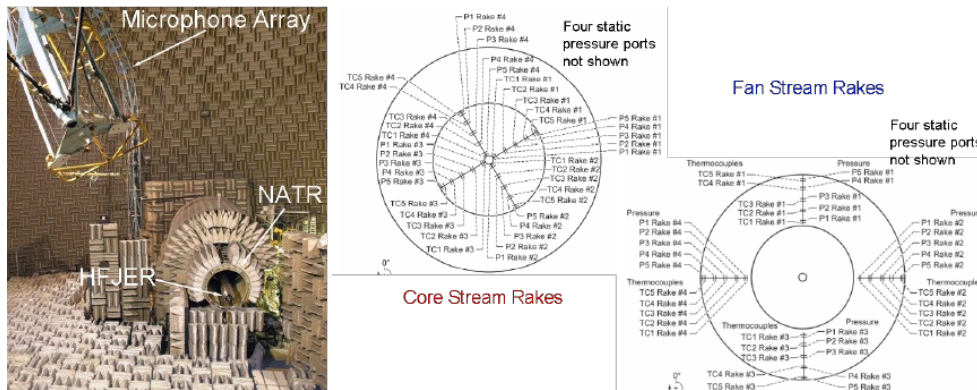 Microphone Array
NATR
HFJER
P1 Rake #4
P2 Rake #4
P3 Rake #4
P4 Rake #4
P5 Rake #4
TC1 Rake #1
TC2 Rake #1
TC3 Rake #1
TC4 Rake #1
TC5 Rake #1
Four static
pressure ports
not shown
TC5 Rake #4
TC4 Rake #4
TC3 Rake #4
TC2 Rake #4
TC1 Rake #4
P1 Rake #3
P2 Rake #3
P3 Rake #3
P4 Rake #3
P5 Rake #3
P5 Rake #1
P4 Rake #1
P3 Rake #1
P2 Rake #1
P1 Rake #1
TC1 Rake #2
TC2 Rake #2
TC3 Rake #2
TC4 Rake #2
TC5 Rake #2
TC5 Rake #3
TC4 Rake #3
TC3 Rake #3
TC2 Rake #3
TC1 Rake #3
P5 Rake #2
P4 Rake #2
P3 Rake #2
P2 Rake #2
P1 Rake #2
0°
Core Stream Rakes
Fan Stream Rakes
Four static
pressure ports
not shown
Thermocouples
TC5 Rake #1
TC4 Rake #1
TC3 Rake #1
TC2 Rake #1
TC1 Rake #1
Pressure
P5 Rake #1
P4 Rake #1
P3 Rake #1
P2 Rake #1
P1 Rake #1
Pressure
P1 Rake #4
P2 Rake #4
P3 Rake #4
P4 Rake #4
P5 Rake #4
Thermocouples
TC5 Rake #4
TC4 Rake #4
TC3 Rake #4
TC2 Rake #4
TC1 Rake #4
Pressure
P1 Rake #2
P2 Rake #2
P3 Rake #2
P4 Rake #2
P5 Rake #2
Thermocouples
TC5 Rake #2
TC4 Rake #2
TC3 Rake #2
TC2 Rake #2
TC1 Rake #2
Thermocouples
TC1 Rake #3
TC2 Rake #3
TC3 Rake #3
TC4 Rake #3
TC5 Rake #3
Pressure
P1 Rake #3
P2 Rake #3
P3 Rake #3
P4 Rake #3
P5 Rake #3
0°